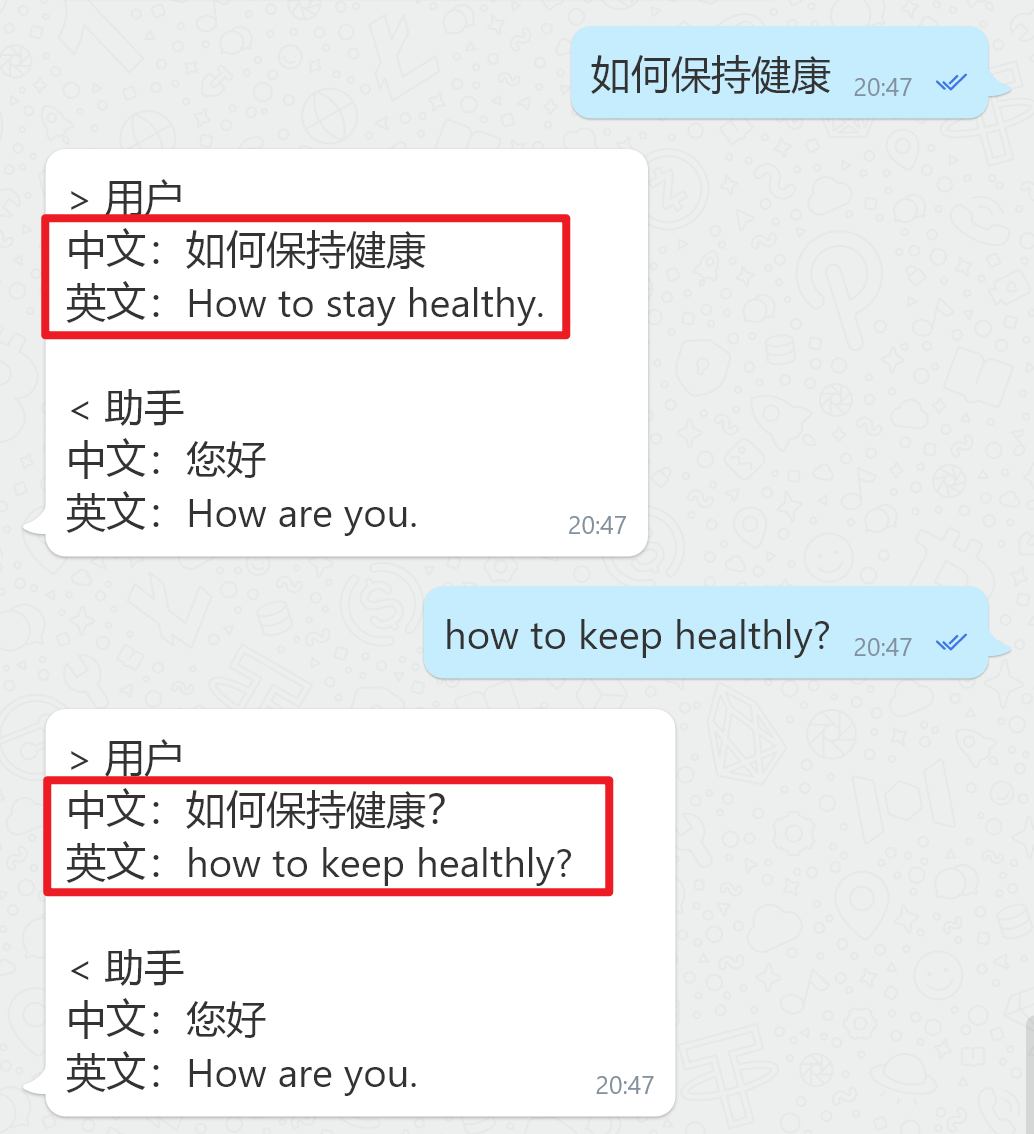 如何保持健康 20:47
> 用户
中文：如何保持健康
英文：How to stay healthy.
< 助手
中文：您好
英文：How are you.
20:47
how to keep healthly? 20:47
> 用户
中文：如何保持健康？
英文：how to keep healthly?
< 助手
中文：您好
英文：How are you.
20:47